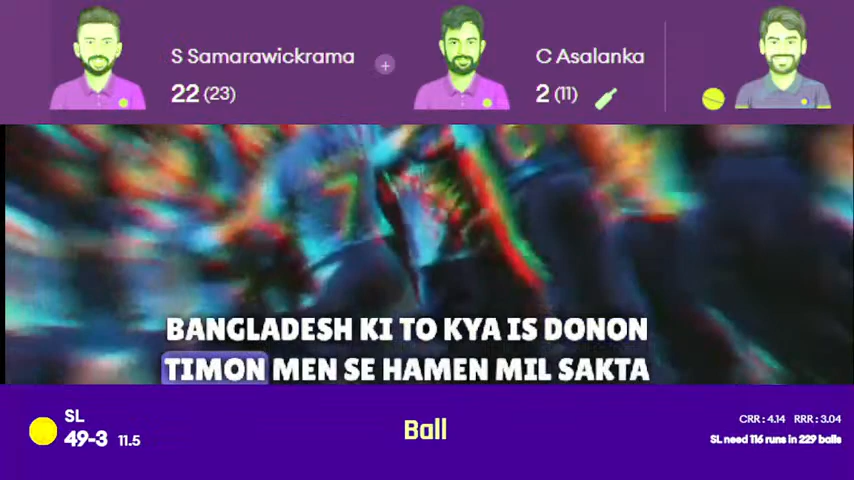 S Samarawickrama
22 (23)
+
C Asalanka
2 (11)
7
BANGLADESH KI TO KYA IS DONON
TIMON MEN SE HAMEN MIL SAKTA
SL
49-3 11.5
Ball
CRR : 4.14 RRR : 3.04
SL need 116 runs in 229 balls